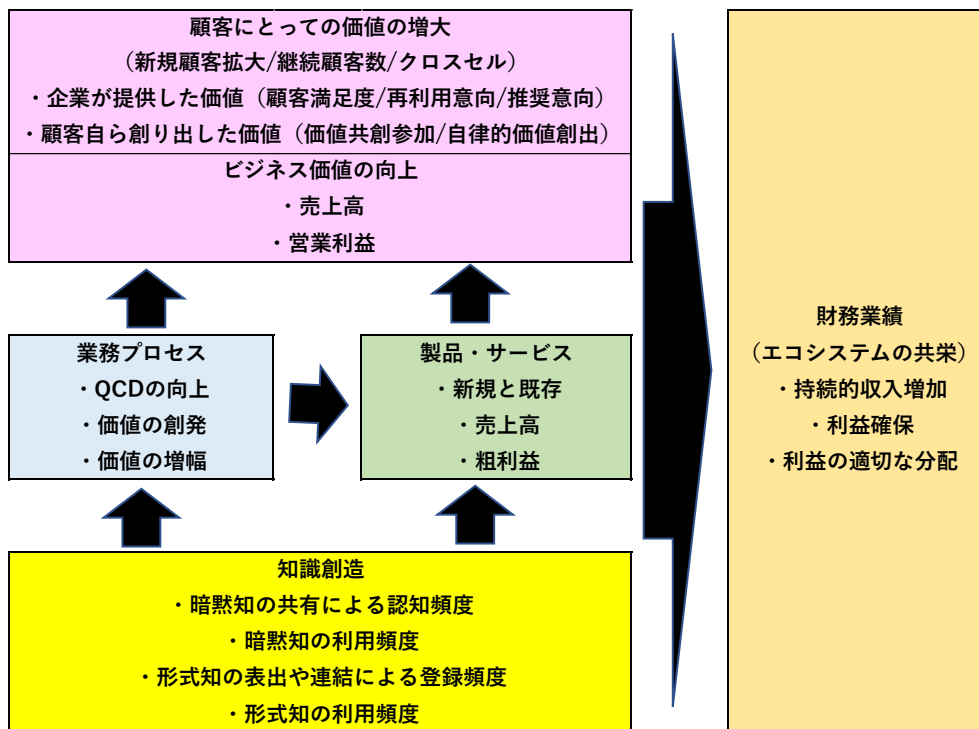 顧客にとっての価値の増大
（新規顧客拡大/継続顧客数/クロスセル）
・企業が提供した価値（顧客満足度/再利用意向/推奨意向）
・顧客自ら創り出した価値（価値共創参加/自律的価値創出）
ビジネス価値の向上
・売上高
・営業利益
業務プロセス
・QCDの向上
・価値の創発
・価値の増幅
製品・サービス
・新規と既存
・売上高
・粗利益
知識創造
・暗黙知の共有による認知頻度
・暗黙知の利用頻度
・形式知の表出や連結による登録頻度
・形式知の利用頻度
財務業績
（エコシステムの共栄）
・持続的収入増加
・利益確保
・利益の適切な分配